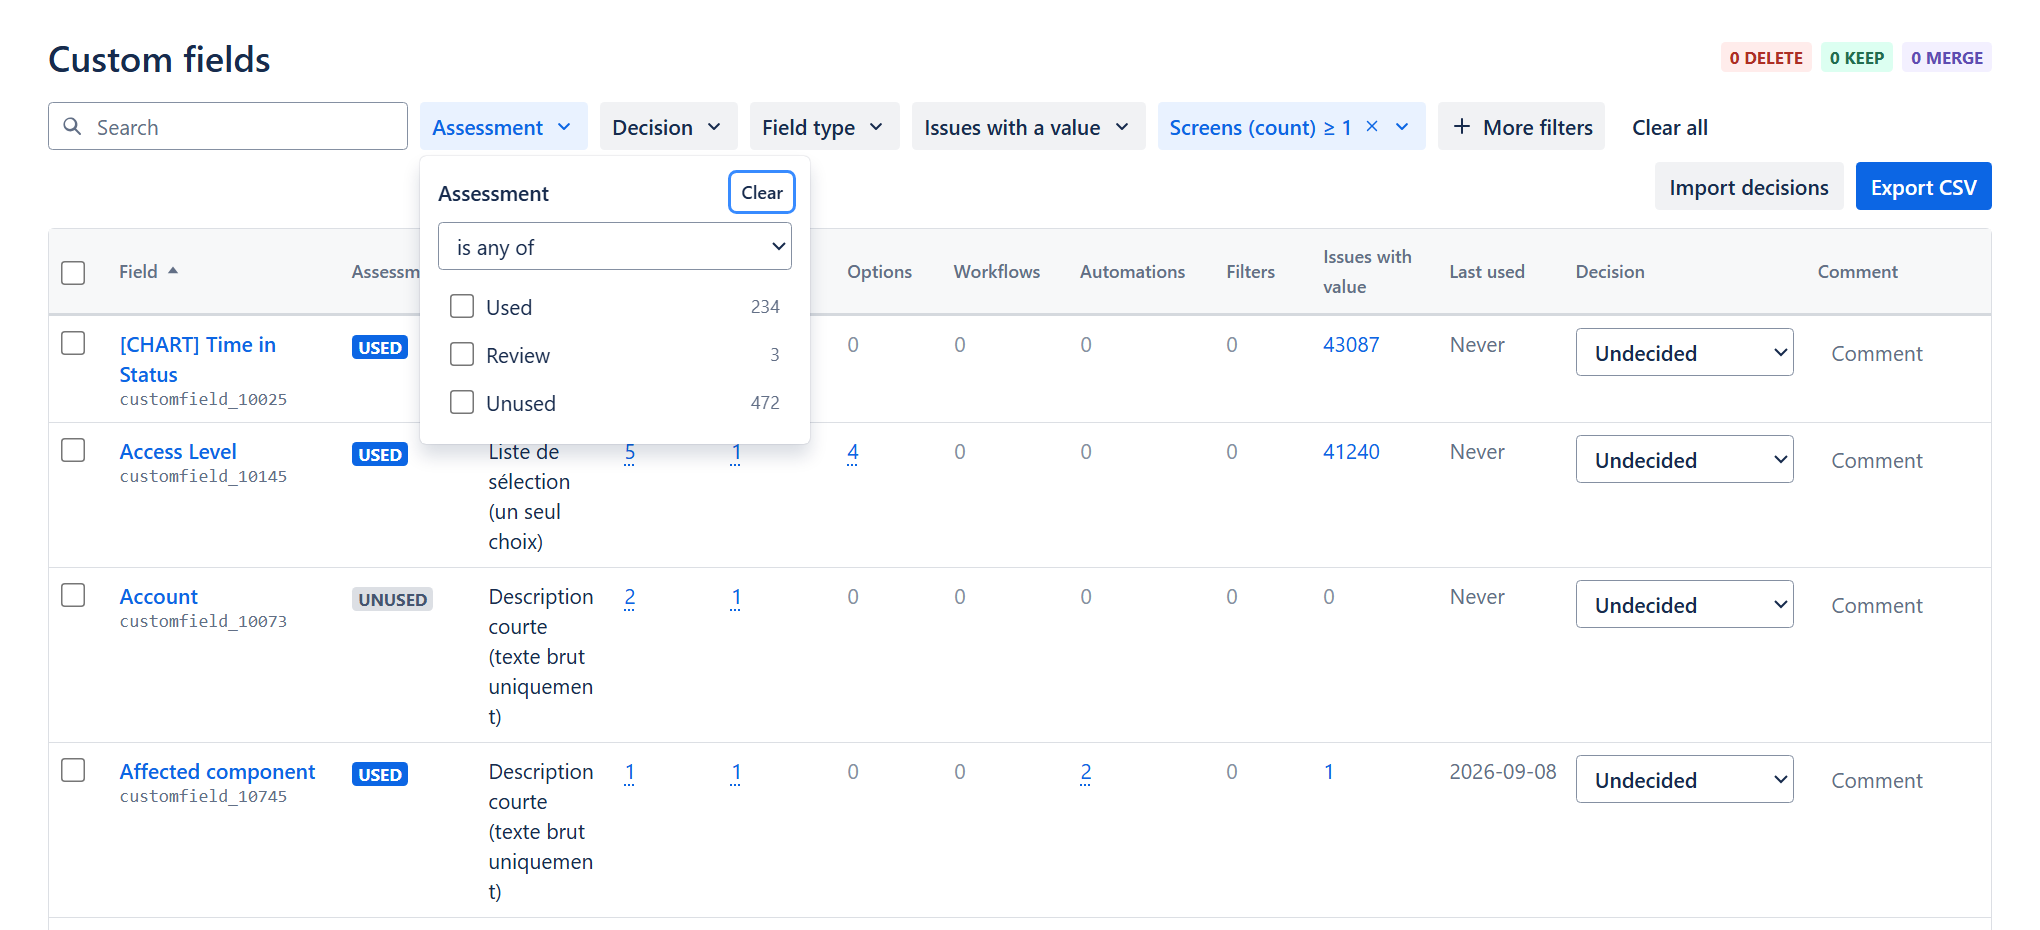 Custom fields
0 DELETE 0 KEEP 0 MERGE
Search Assessment Decision Field type Issues with a value Screens (count) ≥ 1 × + More filters Clear all
Import decisions Export CSV
Assessment Clear
is any of
Used 234
Review 3
Unused 472
Field Assessm Options Workflows Automations Filters Issues with value Last used Decision Comment
[CHART] Time in Status USED 0 0 0 0 43087 Never Undecided Comment
customfield_10025
Access Level USED Liste de 5 1 4 0 0 0 41240 Never Undecided Comment
customfield_10145
sélection
(un seul
choix)
Account UNUSED Description 2 1 0 0 0 0 0 Never Undecided Comment
customfield_10073
courte
(texte brut
uniquemen
t)
Affected component USED Description 1 1 0 0 2 0 1 2026-09-08 Undecided Comment
customfield_10745
courte
(texte brut
uniquemen
t)